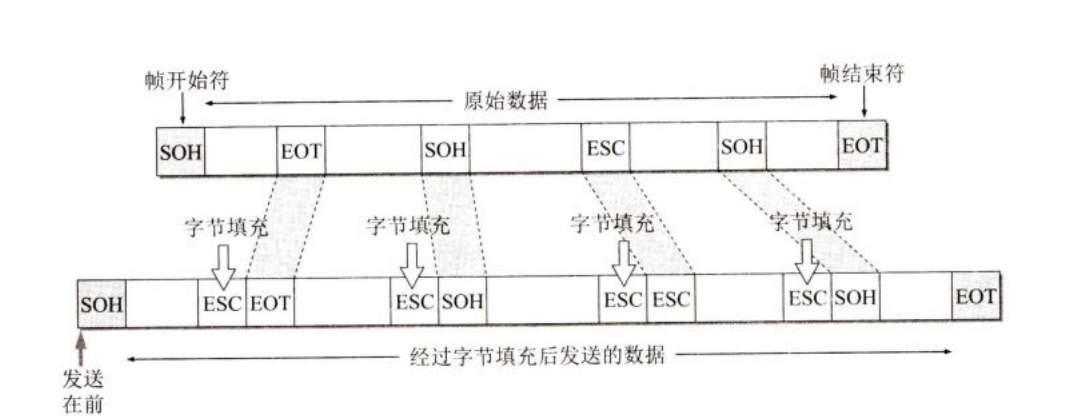 帧开始符
帧结束符
原始数据
SOH EOT SOH ESC SOH EOT
字节填充 字节填充 字节填充 字节填充
SOH ESC EOT ESC SOH ESC ESC ESC SOH EOT
经过字节填充后发送的数据
发送
在前